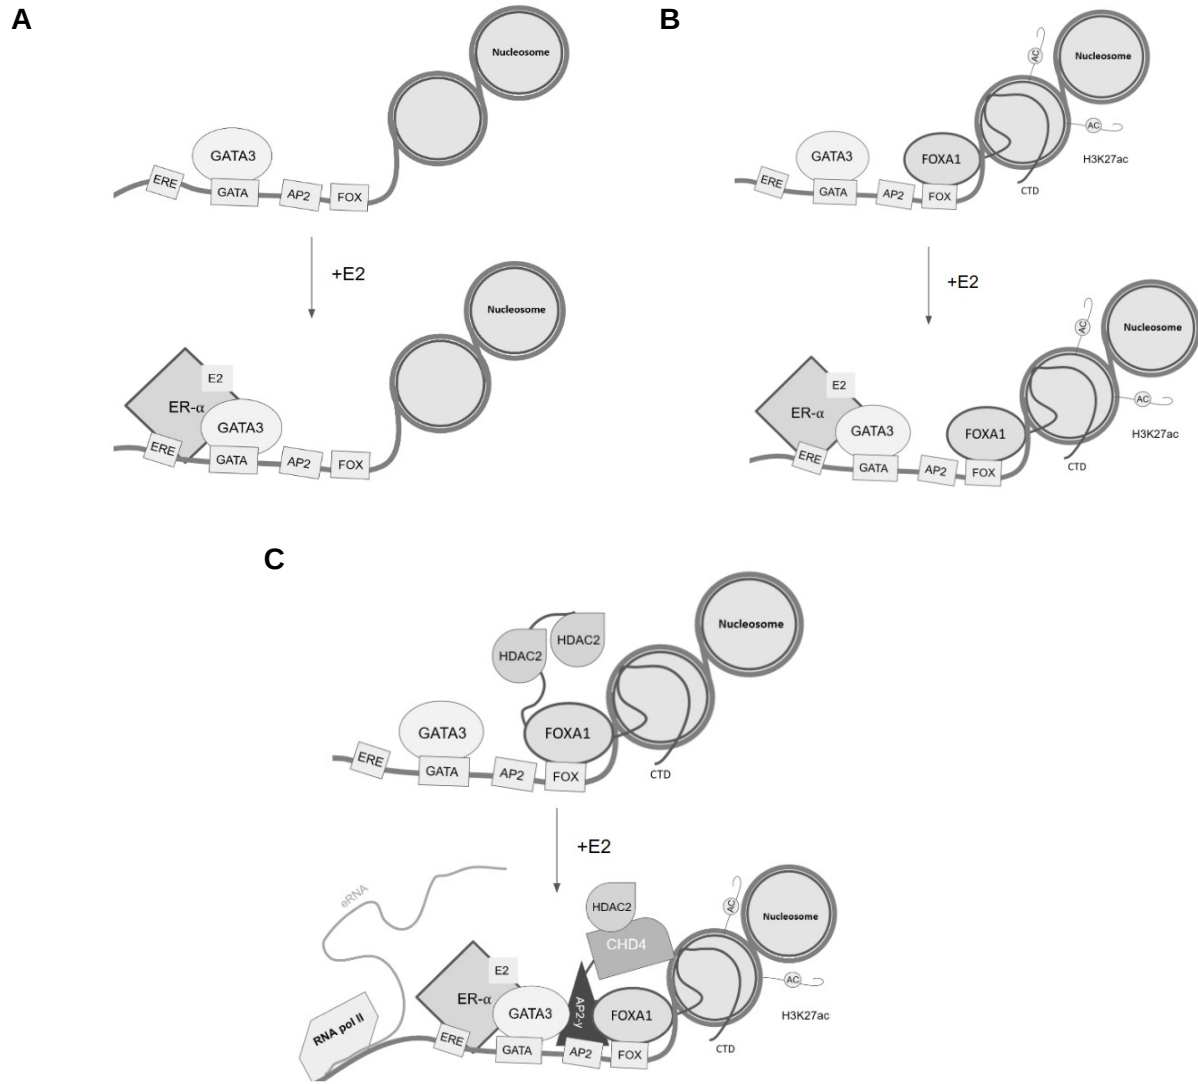 A
Nucleosome
GATA3
ERE
GATA
AP2
FOX
+E2
Nucleosome
E2
ER-α
GATA3
ERE
GATA
AP2
FOX
B
Nucleosome
AC
AC
H3K27ac
GATA3
FOXA1
ERE
GATA
AP2
FOX
CTD
+E2
Nucleosome
AC
AC
H3K27ac
E2
ER-α
GATA3
FOXA1
ERE
GATA
AP2
FOX
CTD
C
Nucleosome
HDAC2
HDAC2
GATA3
FOXA1
ERE
GATA
AP2
FOX
CTD
+E2
eRNA
HDAC2
CHD4
AC
Nucleosome
AC
H3K27ac
E2
ER-α
GATA3
AP2-γ
FOXA1
RNA pol II
ERE
GATA
AP2
FOX
CTD